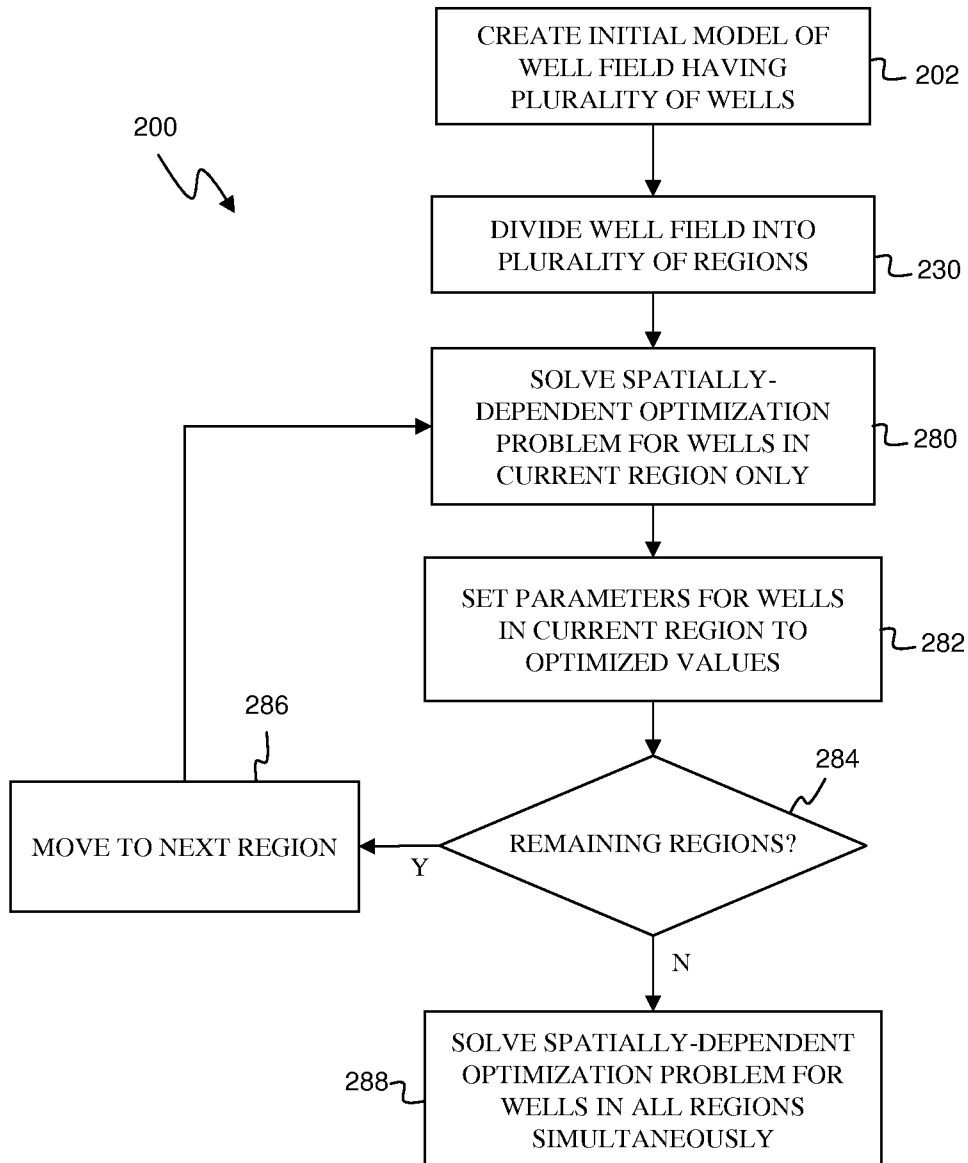 CREATE INITIAL MODEL OF
WELL FIELD HAVING
PLURALITY OF WELLS
202
200
DIVIDE WELL FIELD INTO
PLURALITY OF REGIONS
230
SOLVE SPATIALLY-
DEPENDENT OPTIMIZATION
PROBLEM FOR WELLS IN
CURRENT REGION ONLY
280
SET PARAMETERS FOR WELLS
IN CURRENT REGION TO
OPTIMIZED VALUES
282
286
284
MOVE TO NEXT REGION
Y
REMAINING REGIONS?
N
SOLVE SPATIALLY-DEPENDENT
OPTIMIZATION PROBLEM FOR
WELLS IN ALL REGIONS
SIMULTANEOUSLY
288